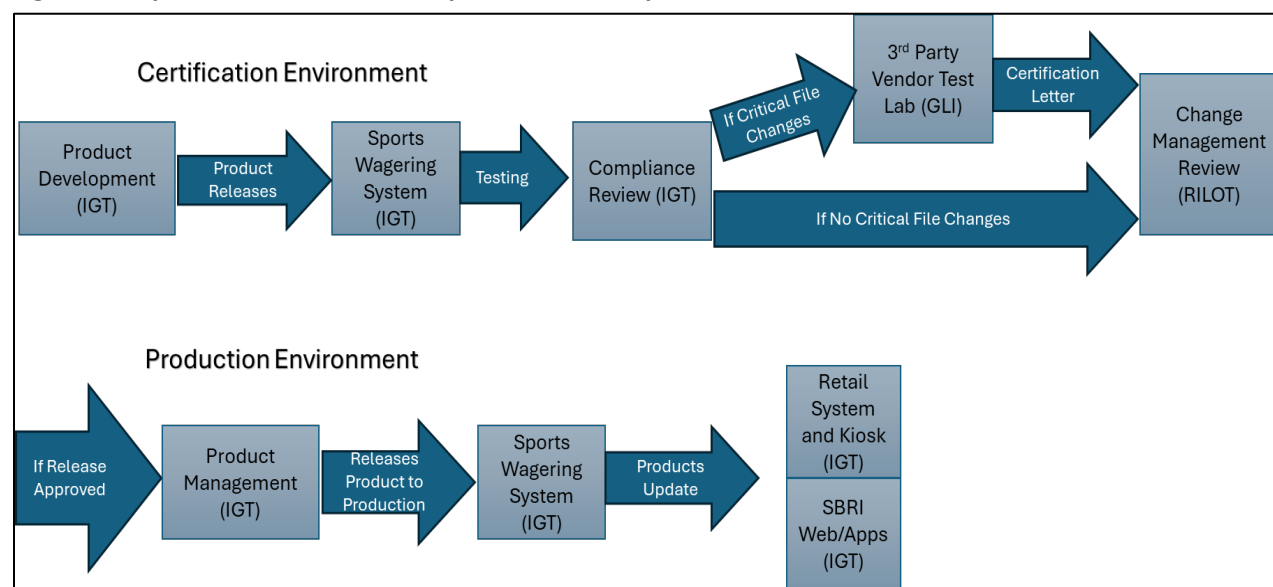 Certification Environment
Product
Development
(IGT)
Product
Releases
Sports
Wagering
System
(IGT)
Testing
Compliance
Review (IGT)
If Critical File
Changes
3rd Party
Vendor Test
Lab (GLI)
Certification
Letter
If No Critical File Changes
Change
Management
Review
(RILOT)
Production Environment
If Release
Approved
Product
Management
(IGT)
Releases
Product to
Production
Sports
Wagering
System
(IGT)
Products
Update
Retail
System
and Kiosk
(IGT)
SBRI
Web/Apps
(IGT)